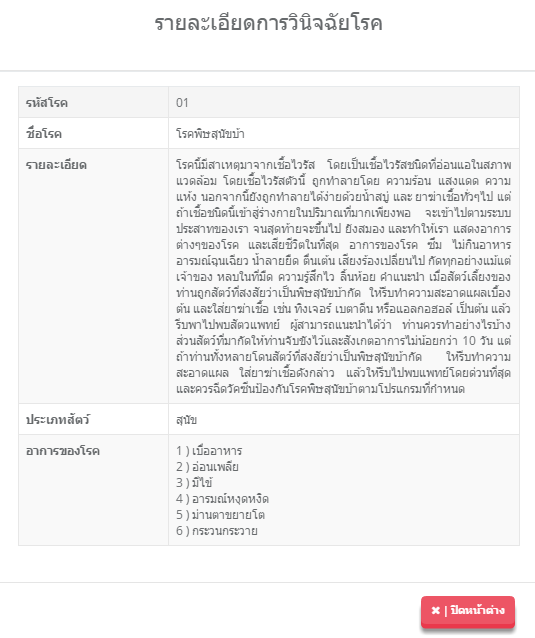 รายละเอียดการวินิจฉัยโรค
รหัสโรค 01
ชื่อโรค โรคพิษสุนัขบ้า
รายละเอียด โรคนี้มีสาเหตุมาจากเชื้อไวรัส โดยเป็นเชื้อไวรัสชนิดที่อ่อนแอในสภาพ
แวดล้อม โดยเชื้อไวรัสตัวนี้ ถูกทำลายโดย ความร้อน แสงแดด ความ
แห้ง นอกจากนี้ยังถูกทำลายได้ง่ายด้วยน้ำสบู่ และ ยาฆ่าเชื้อทั่วๆไป แต่
ถ้าเชื้อชนิดนี้เข้าสู่ร่างกายในปริมาณที่มากเพียงพอ จะเข้าไปตามระบบ
ประสาทของเรา จนสุดท้ายจะขึ้นไป ยังสมอง และทำให้เรา แสดงอาการ
ต่างๆของโรค และเสียชีวิตในที่สุด อาการของโรค ซึม ไม่กินอาหาร
อารมณ์ฉุนเฉียว น้ำลายยืด ตื่นเต้น เสียงร้องเปลี่ยนไป กัดทุกอย่างแม้แต่
เจ้าของ หลบในที่มืด ความรู้สึกไว ลิ้นห้อย คำแนะนำ เมื่อสัตว์เลี้ยงของ
ท่านถูกสัตว์ที่สงสัยว่าเป็นพิษสุนัขบ้ากัด ให้รีบทำความสะอาดแผลเบื้อง
ต้น และใส่ยาฆ่าเชื้อ เช่น ทิงเจอร์ เบตาดีน หรือแอลกอฮอล์ เป็นต้น แล้ว
รีบพาไปพบสัตวแพทย์ ผู้สามารถแนะนำได้ว่า ท่านควรทำอย่างไรบ้าง
ส่วนสัตว์ที่มากัดให้ท่านจับขังไว้และสังเกตอาการไม่น้อยกว่า 10 วัน แต่
ถ้าท่านทั้งหลายโดนสัตว์ที่สงสัยว่าเป็นพิษสุนัขบ้ากัด ให้รีบทำความ
สะอาดแผล ใส่ยาฆ่าเชื้อดังกล่าว แล้วให้รีบไปพบแพทย์โดยด่วนที่สุด
และควรฉีดวัคซีนป้องกันโรคพิษสุนัขบ้าตามโปรแกรมที่กำหนด
ประเภทสัตว์ สุนัข
อาการของโรค 1 ) เบื่ออาหาร
2 ) อ่อนเพลีย
3 ) มีไข้
4 ) อารมณ์หงุดหงิด
5 ) ม่านตาขยายโต
6 ) กระวนกระวาย
✖ | ปิดหน้าต่าง